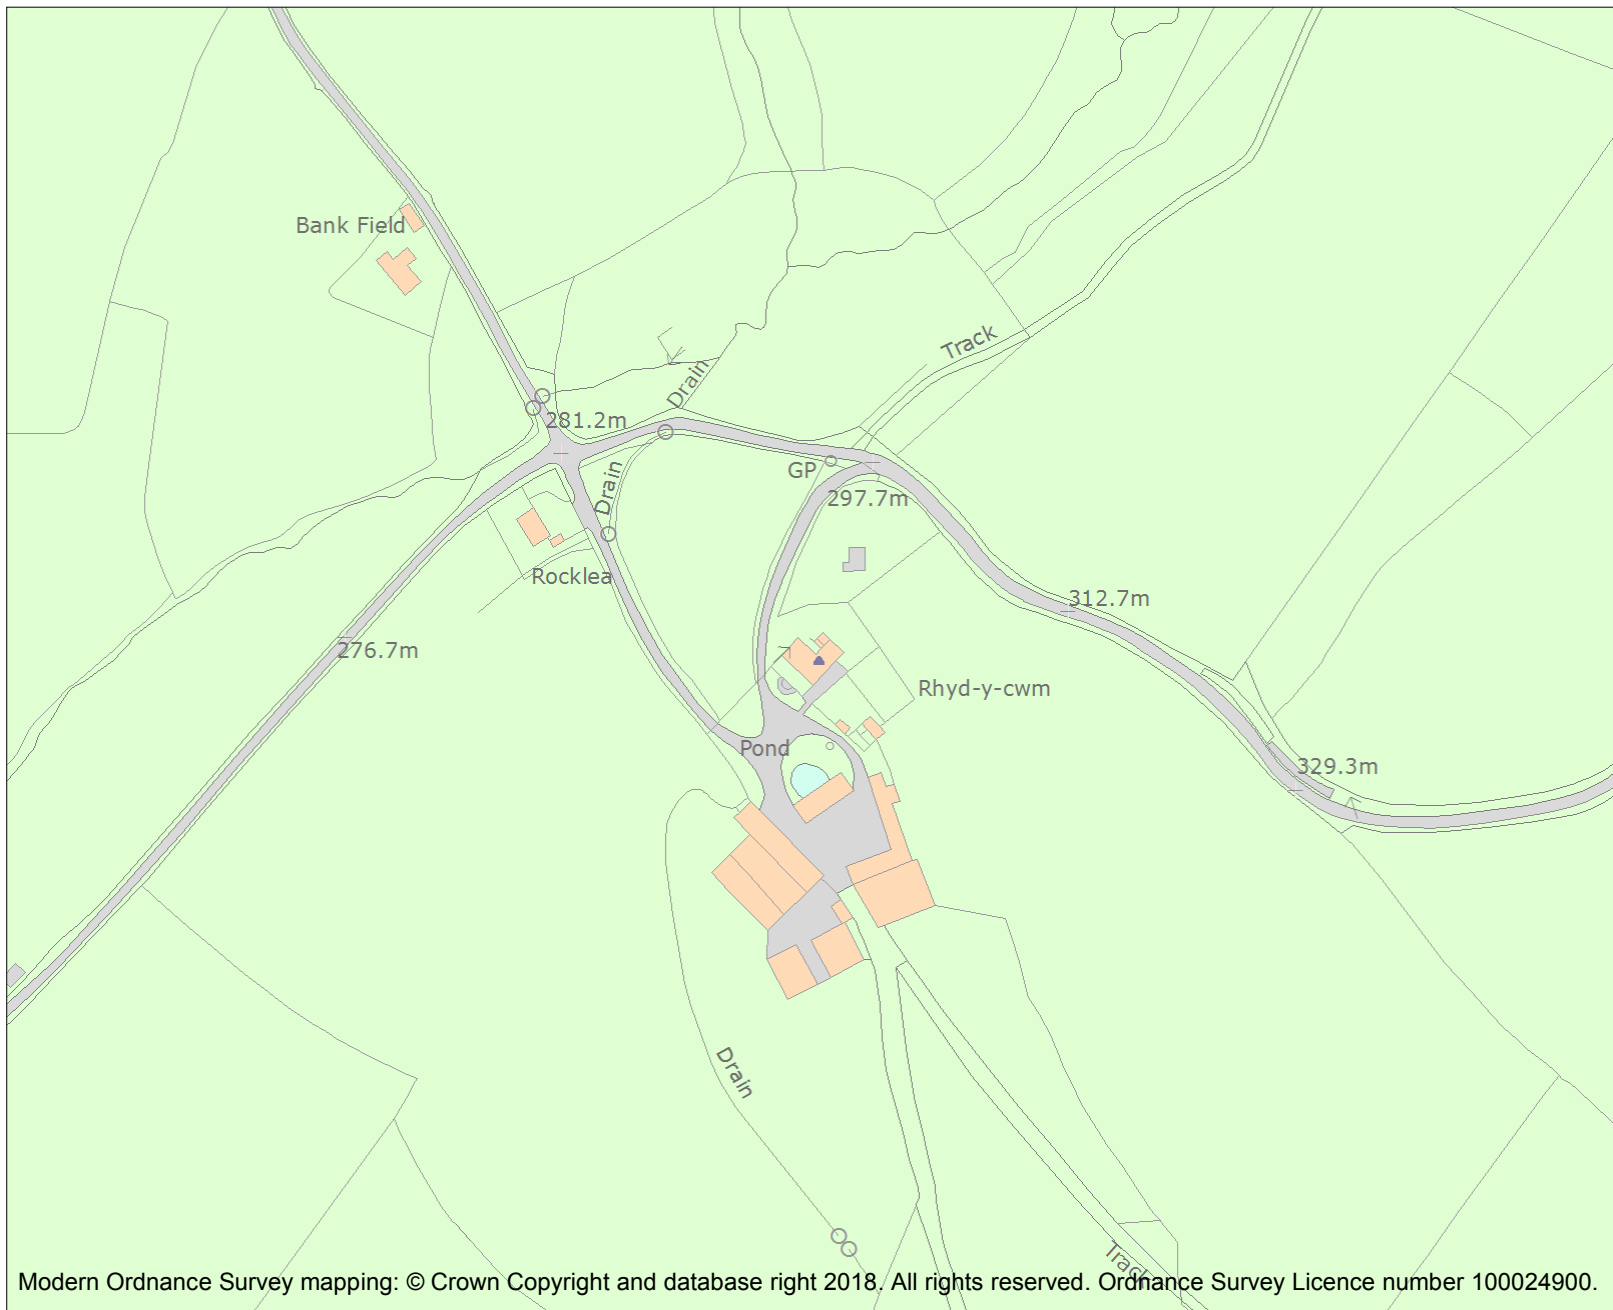 Bank Field
Track
Drain
281.2m
GP
Drain
297.7m
Rocklea
312.7m
276.7m
Rhyd-y-cwm
Pond
329.3m
Drain
Track
Modern Ordnance Survey mapping: © Crown Copyright and database right 2018. All rights reserved. Ordnance Survey Licence number 100024900.